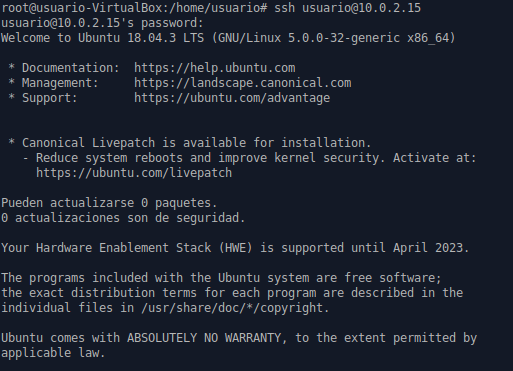 root@usuario-VirtualBox:/home/usuario# ssh usuario@10.0.2.15
usuario@10.0.2.15's password:
Welcome to Ubuntu 18.04.3 LTS (GNU/Linux 5.0.0-32-generic x86_64)

 * Documentation:  https://help.ubuntu.com
 * Management:     https://landscape.canonical.com
 * Support:        https://ubuntu.com/advantage


 * Canonical Livepatch is available for installation.
   - Reduce system reboots and improve kernel security. Activate at:
     https://ubuntu.com/livepatch

Pueden actualizarse 0 paquetes.
0 actualizaciones son de seguridad.

Your Hardware Enablement Stack (HWE) is supported until April 2023.

The programs included with the Ubuntu system are free software;
the exact distribution terms for each program are described in the
individual files in /usr/share/doc/*/copyright.

Ubuntu comes with ABSOLUTELY NO WARRANTY, to the extent permitted by
applicable law.